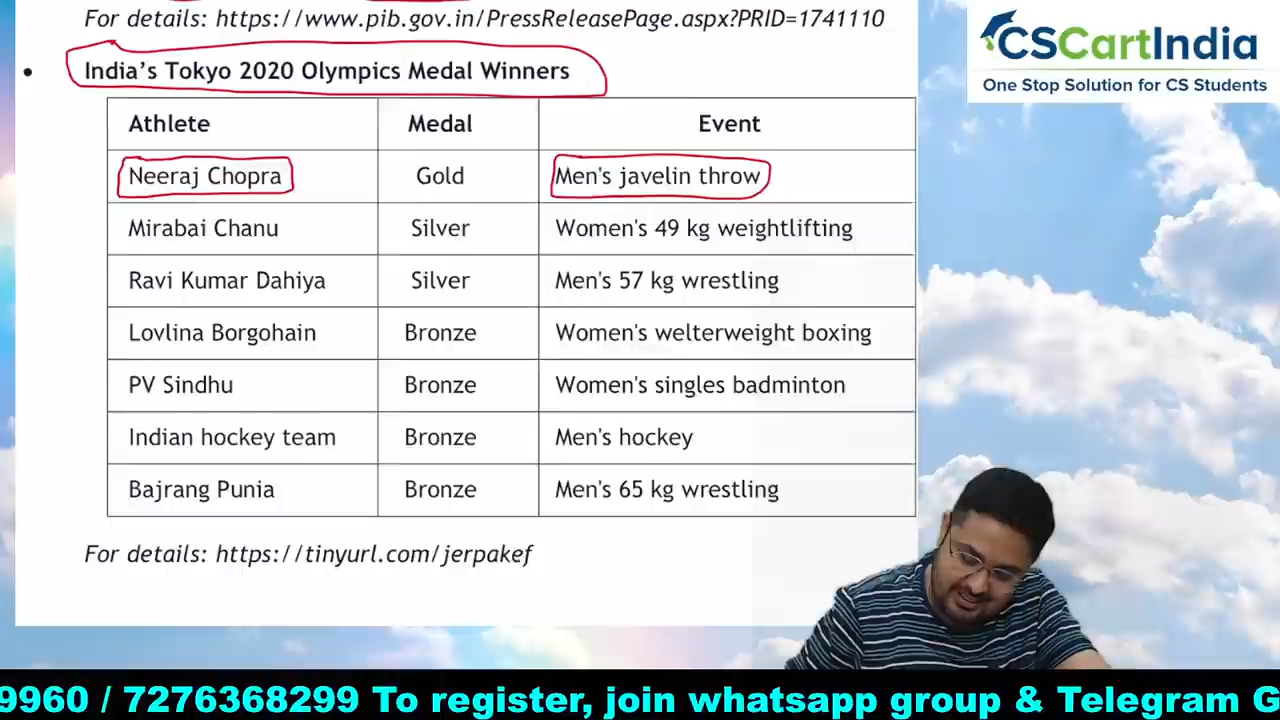 For details: https://www.pib.gov.in/PressReleasePage.aspx?PRID=1741110
CSCartIndia
One Stop Solution for CS Students
• India's Tokyo 2020 Olympics Medal Winners
Athlete Medal Event
Neeraj Chopra Gold Men's javelin throw
Mirabai Chanu Silver Women's 49 kg weightlifting
Ravi Kumar Dahiya Silver Men's 57 kg wrestling
Lovlina Borgohain Bronze Women's welterweight boxing
PV Sindhu Bronze Women's singles badminton
Indian hockey team Bronze Men's hockey
Bajrang Punia Bronze Men's 65 kg wrestling
For details: https://tinyurl.com/jerpakef
9960 / 7276368299 To register, join whatsapp group & Telegram G